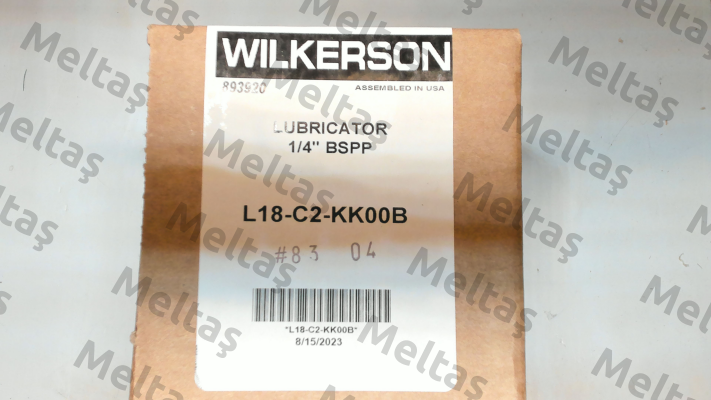 WILKERSON
893920
ASSEMBLED IN USA
LUBRICATOR
1/4" BSPP
L18-C2-KK00B
#83 04
"L18-C2-KK00B"
8/15/2023
Meltaş